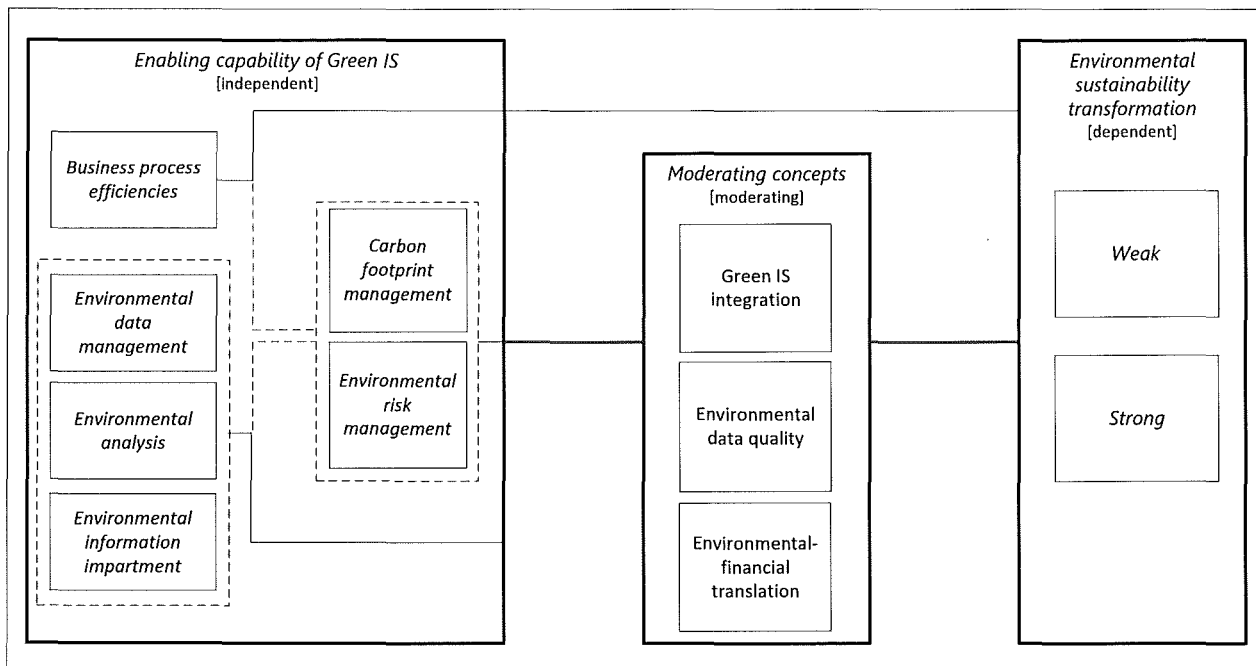 Enabling capability of Green IS
[independent]
Business process
efficiencies
Environmental
data
management
Environmental
analysis
Environmental
information
impartment
Carbon
footprint
management
Environmental
risk
management
Moderating concepts
[moderating]
Green IS
integration
Environmental
data quality
Environmental-
financial
translation
Environmental
sustainability
transformation
[dependent]
Weak
Strong